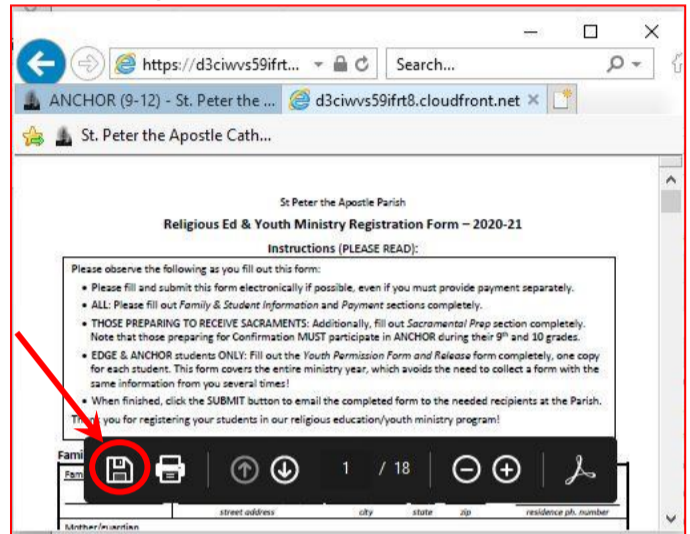 https://d3ciwvs59ifrt...
Search...
ANCHOR (9-12) - St. Peter the ...
d3ciwvs59ifrt8.cloudfront.net
St. Peter the Apostle Cath...
St Peter the Apostle Parish
Religious Ed & Youth Ministry Registration Form – 2020-21
Instructions (PLEASE READ):
Please observe the following as you fill out this form:
• Please fill and submit this form electronically if possible, even if you must provide payment separately.
• ALL: Please fill out Family & Student Information and Payment sections completely.
• THOSE PREPARING TO RECEIVE SACRAMENTS: Additionally, fill out Sacramental Prep section completely.
Note that those preparing for Confirmation MUST participate in ANCHOR during their 9th and 10 grades.
• EDGE & ANCHOR students ONLY: Fill out the Youth Permission Form and Release form completely, one copy
for each student. This form covers the entire ministry year, which avoids the need to collect a form with the
same information from you several times!
• When finished, click the SUBMIT button to email the completed form to the needed recipients at the Parish.
you for registering your students in our religious education/youth ministry program!
Fami
Fam
1 / 18
street address city state zip residence ph. number
Mother/guardian